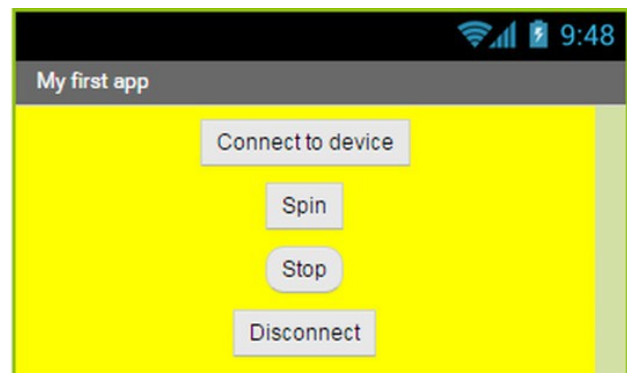 9:48
My first app
Connect to device
Spin
Stop
Disconnect